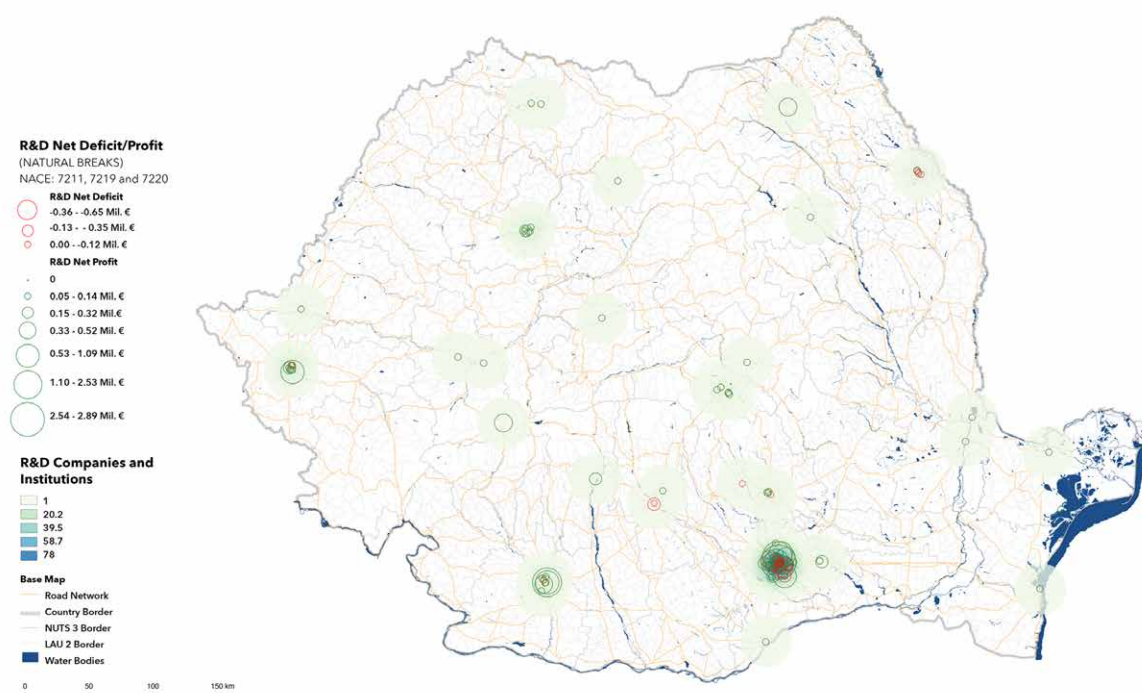 R&D Net Deficit/Profit
(NATURAL BREAKS)
NACE: 7211, 7219 and 7220
R&D Net Deficit
-0.36 - -0.65 Mil. €
-0.13 - - 0.35 Mil. €
0.00 - -0.12 Mil. €
R&D Net Profit
0
0.05 - 0.14 Mil. €
0.15 - 0.32 Mil.€
0.33 - 0.52 Mil. €
0.53 - 1.09 Mil. €
1.10 - 2.53 Mil. €
2.54 - 2.89 Mil. €
R&D Companies and
Institutions
1
20.2
39.5
58.7
78
Base Map
Road Network
Country Border
NUTS 3 Border
LAU 2 Border
Water Bodies
0 50 100 150 km